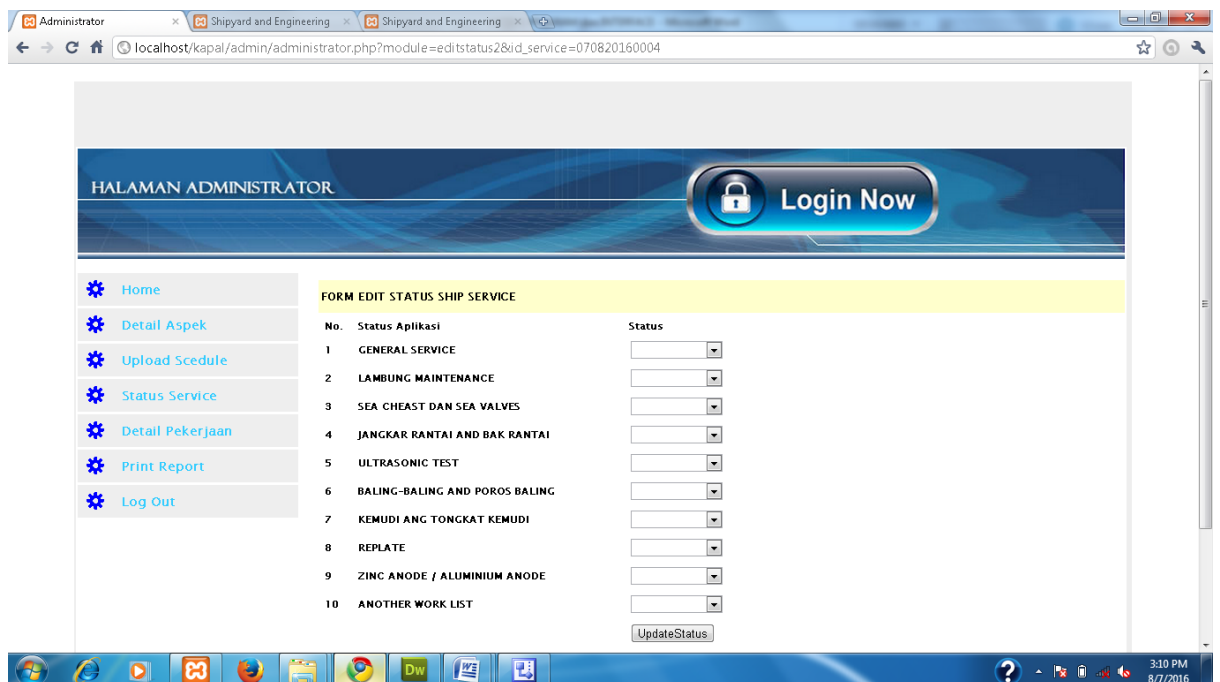 Administrator
Shipyard and Engineering
Shipyard and Engineering
localhost/kapal/admin/administrator.php?module=editstatus2&id_service=070820160004
HALAMAN ADMINISTRATOR
Login Now
Home
Detail Aspek
Upload Scedule
Status Service
Detail Pekerjaan
Print Report
Log Out
FORM EDIT STATUS SHIP SERVICE
No. Status Aplikasi Status
1 GENERAL SERVICE
2 LAMBUNG MAINTENANCE
3 SEA CHEAST DAN SEA VALVES
4 JANGKAR RANTAI AND BAK RANTAI
5 ULTRASONIC TEST
6 BALING-BALING AND POROS BALING
7 KEMUDI ANG TONGKAT KEMUDI
8 REPLATE
9 ZINC ANODE / ALUMINIUM ANODE
10 ANOTHER WORK LIST
UpdateStatus
Dw
3:10 PM
8/7/2016